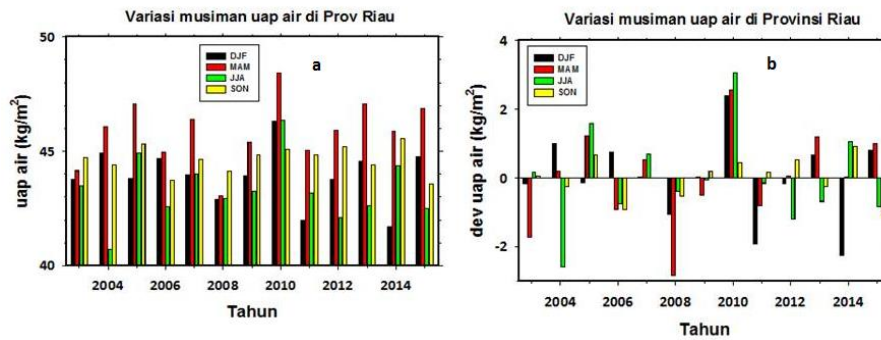 Variasi musiman uap air di Prov Riau
50
45
40
uap air (kg/m²)
DJF
MAM
JJA
SON
a
2004 2006 2008 2010 2012 2014
Tahun
Variasi musiman uap air di Provinsi Riau
4
2
0
-2
dev uap air (kg/m²)
DJF
MAM
JJA
SON
b
2004 2006 2008 2010 2012 2014
Tahun